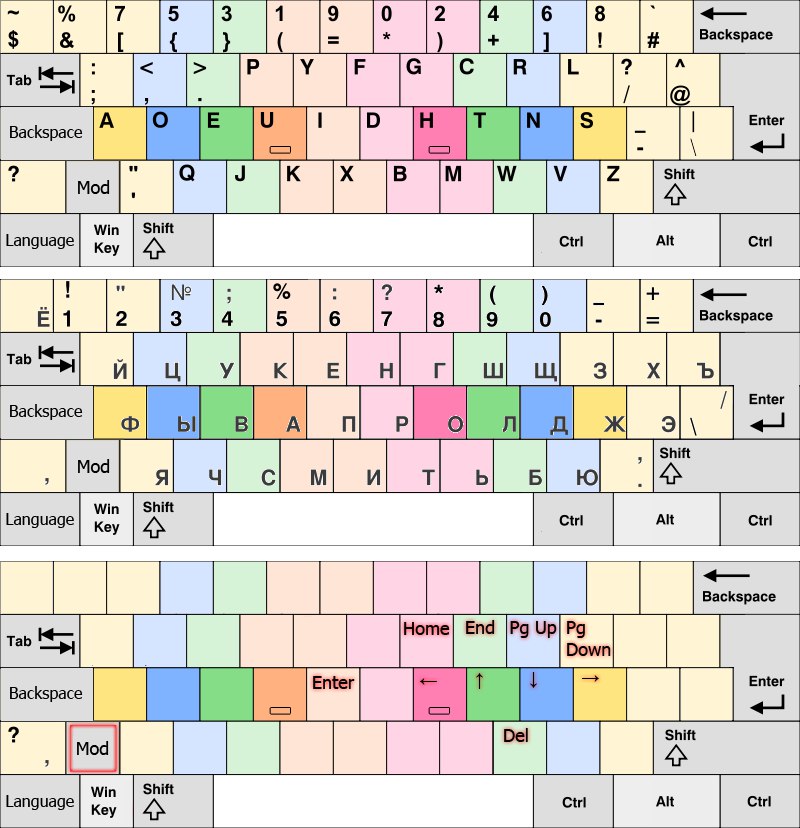 ~ % 7 5 3 1 9 0 2 4 6 8 `
$ & [ { } ( = * ) + ] ! # Backspace
Tab : < > P Y F G C R L ? ^
; , . / @
Backspace A O E U I D H T N S _ | Enter
- \
? Mod " Q J K X B M W V Z Shift
'
Language Win Key Shift Ctrl Alt Ctrl
! " № ; % : ? * ( ) _ +
Ё 1 2 3 4 5 6 7 8 9 0 - = Backspace
Tab Й Ц У К Е Н Г Ш Щ З Х Ъ
Backspace Ф Ы В А П Р О Л Д Ж Э \ / Enter
, Mod Я Ч С М И Т Ь Б Ю , . Shift
Language Win Key Shift Ctrl Alt Ctrl
Backspace
Tab Home End Pg Up Pg Down
Backspace Enter ← ↑ ↓ → Enter
? , Mod Del Shift
Language Win Key Shift Ctrl Alt Ctrl